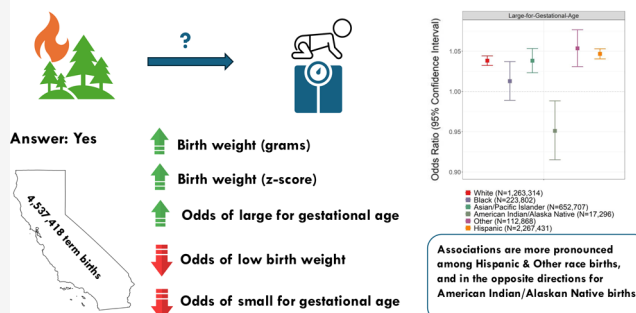 ?
Answer: Yes
4,537,418 term births
Birth weight (grams)
Birth weight (z-score)
Odds of large for gestational age
Odds of low birth weight
Odds of small for gestational age
Large-for-Gestational-Age
Odds Ratio (95% Confidence Interval)
1.05
1.00
0.95
0.90
White (N=1,263,314)
Black (N=223,802)
Asian/Pacific Islander (N=652,707)
American Indian/Alaska Native (N=17,296)
Other (N=112,868)
Hispanic (N=2,267,431)
Associations are more pronounced
among Hispanic & Other race births,
and in the opposite directions for
American Indian/Alaskan Native births